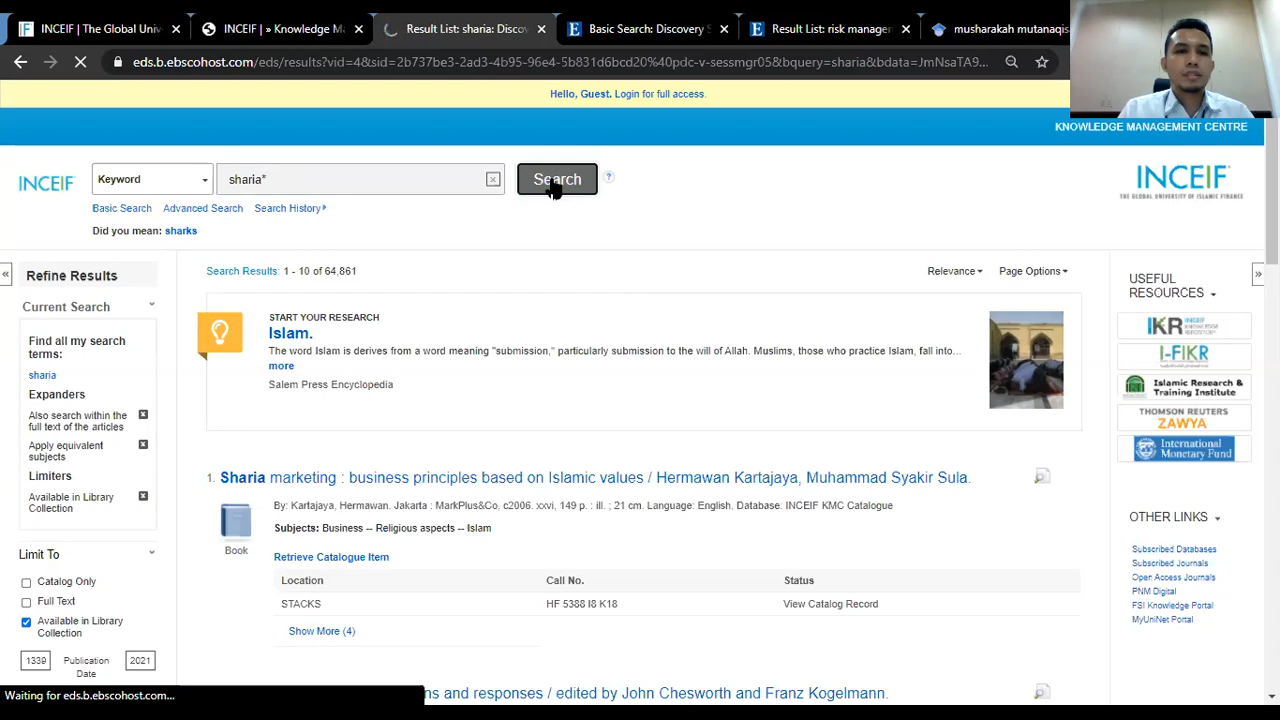 INCEIF | The Global Univ
INCEIF | » Knowledge M
Result List: sharia: Disco
Basic Search: Discovery S
Result List: risk managem
musharakah mutanaqis
eds.b.ebscohost.com/eds/results?vid=4&sid=2b737be3-2ad3-4b95-96e4-5b831d6bcd20%40pdc-v-sessmgr05&bquery=sharia&bdata=JmNsaTA9...
Hello, Guest. Login for full access.
KNOWLEDGE MANAGEMENT CENTRE
INCEIF
Keyword
sharia*
Search
INCEIF
THE GLOBAL UNIVERSITY OF ISLAMIC FINANCE
Basic Search Advanced Search Search History
Did you mean: sharks
Refine Results
Current Search
Find all my search
terms:
sharia
Expanders
Also search within the
full text of the articles
Apply equivalent
subjects
Limiters
Available in Library
Collection
Limit To
Catalog Only
Full Text
Available in Library
Collection
1339 Publication 2021
Date
Waiting for eds.b.ebscohost.com...
Search Results: 1 - 10 of 64,861
Relevance Page Options
START YOUR RESEARCH
Islam.
The word Islam is derives from a word meaning "submission," particularly submission to the will of Allah. Muslims, those who practice Islam, fall into...
more
Salem Press Encyclopedia
1. Sharia marketing : business principles based on Islamic values / Hermawan Kartajaya, Muhammad Syakir Sula.
By: Kartajaya, Hermawan. Jakarta : MarkPlus&Co, c2006. xxvi, 149 p. : ill. ; 21 cm. Language: English, Database: INCEIF KMC Catalogue
Subjects: Business -- Religious aspects -- Islam
Book
Retrieve Catalogue Item
Location Call No. Status
STACKS HF 5388 I8 K18 View Catalog Record
Show More (4)
ns and responses / edited by John Chesworth and Franz Kogelmann.
USEFUL
RESOURCES
IKR INCEIF KNOWLEDGE REPOSITORY
I-FIKR
Islamic Research &
Training Institute
THOMSON REUTERS
ZAWYA
International
Monetary Fund
OTHER LINKS
Subscribed Databases
Subscribed Journals
Open Access Journals
PNM Digital
FSI Knowledge Portal
MyUniNet Portal